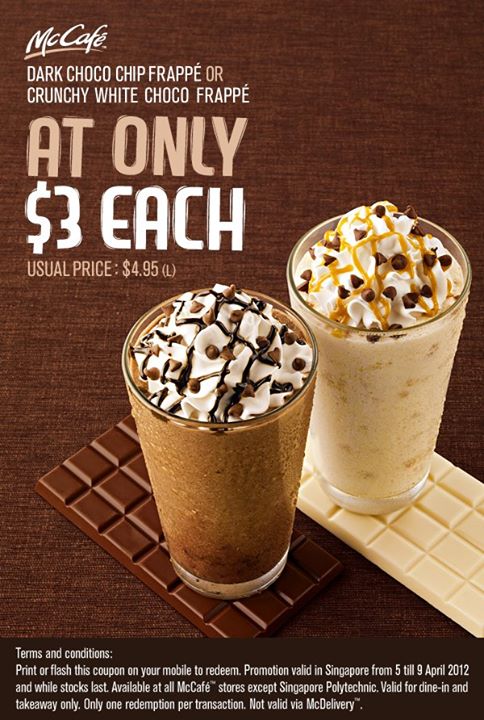 McCafé™
DARK CHOCO CHIP FRAPPÉ OR
CRUNCHY WHITE CHOCO FRAPPÉ
AT ONLY
$3 EACH
USUAL PRICE : $4.95 (L)
Terms and conditions:
Print or flash this coupon on your mobile to redeem. Promotion valid in Singapore from 5 till 9 April 2012
and while stocks last. Available at all McCafé™ stores except Singapore Polytechnic. Valid for dine-in and
takeaway only. Only one redemption per transaction. Not valid via McDelivery™.